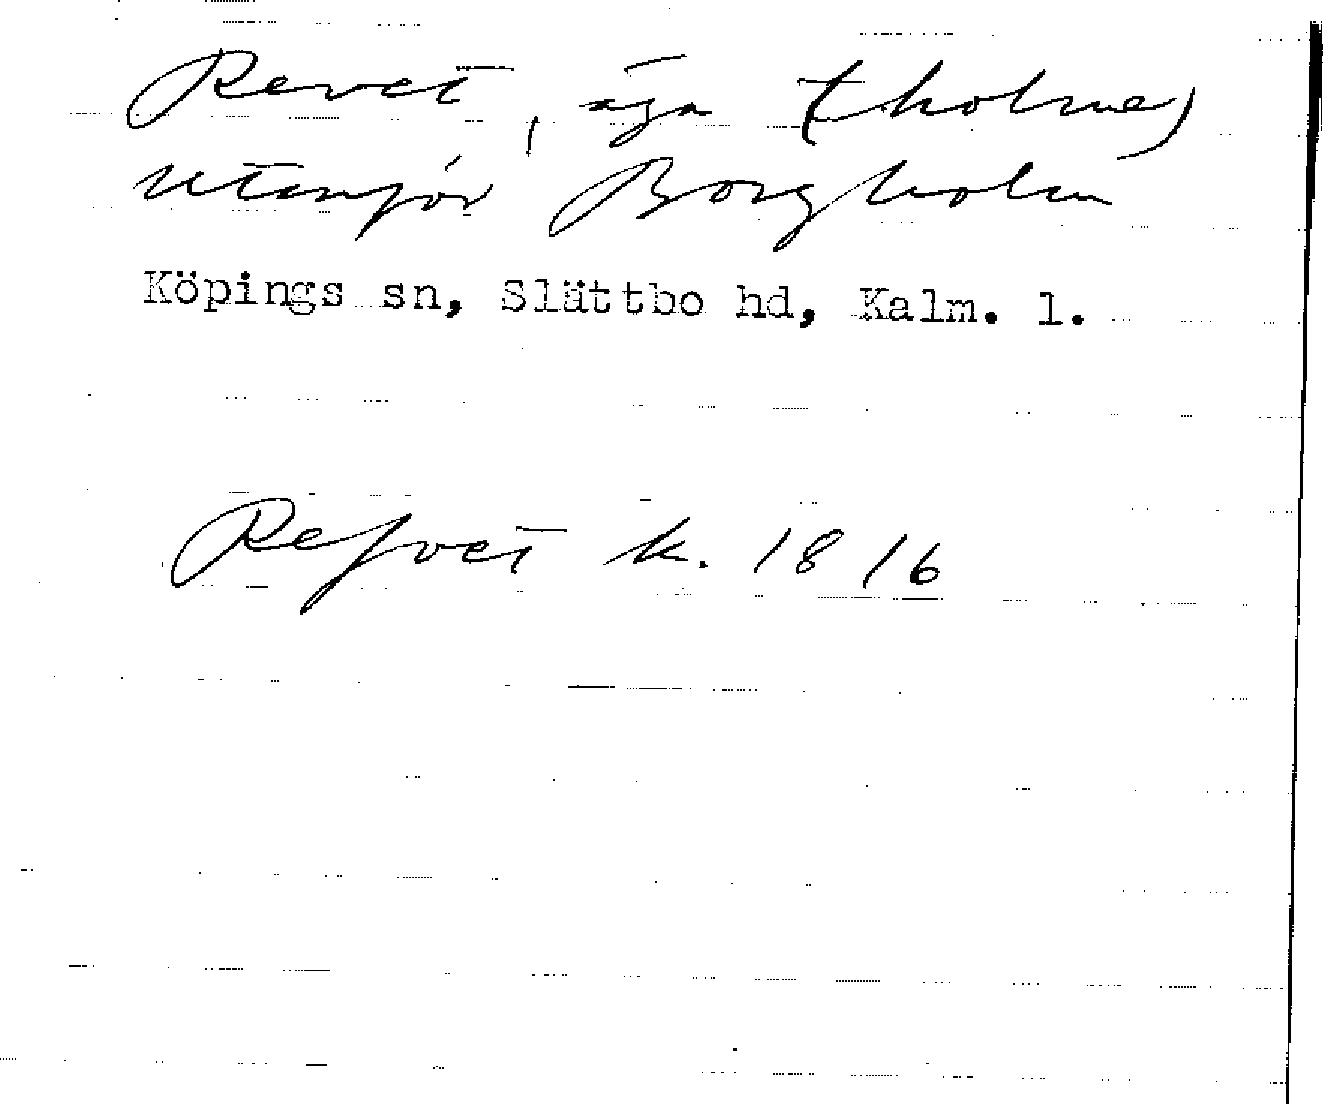 Revet, äga (holme)
utanför Borgholm
Köpings sn, Slättbo hd, Kalm. l.
Refvet k. 1816